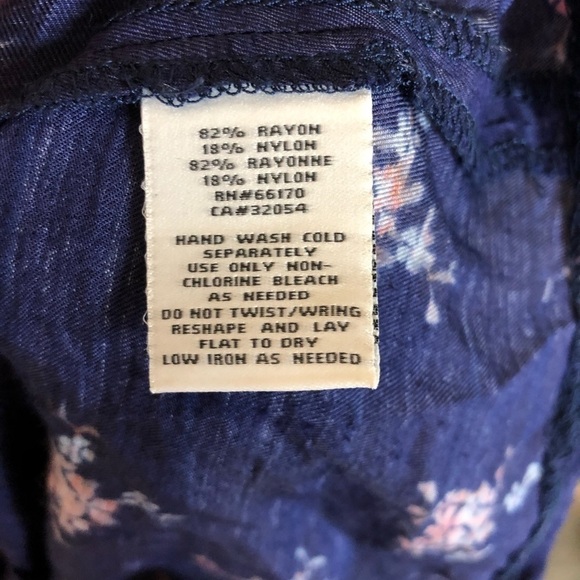 82% RAYON
18% NYLON
82% RAYONNE
18% NYLON
RN#66170
CA#32054
HAND WASH COLD
SEPARATELY
USE ONLY NON-
CHLORINE BLEACH
AS NEEDED
DO NOT TWIST/WRING
RESHAPE AND LAY
FLAT TO DRY
LOW IRON AS NEEDED